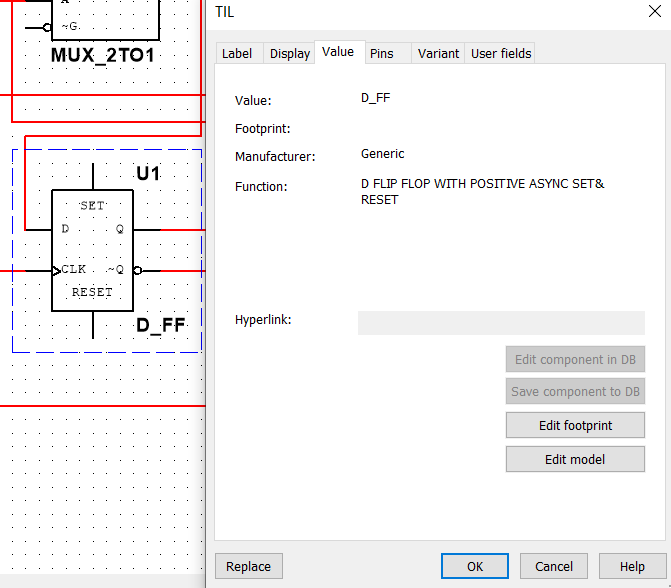 A
~G
MUX_2TO1
U1
SET
D Q
CLK ~Q
RESET
D_FF
TIL
Label Display Value Pins Variant User fields
Value: D_FF
Footprint:
Manufacturer: Generic
Function: D FLIP FLOP WITH POSITIVE ASYNC SET&
RESET
Hyperlink:
Edit component in DB
Save component to DB
Edit footprint
Edit model
Replace OK Cancel Help